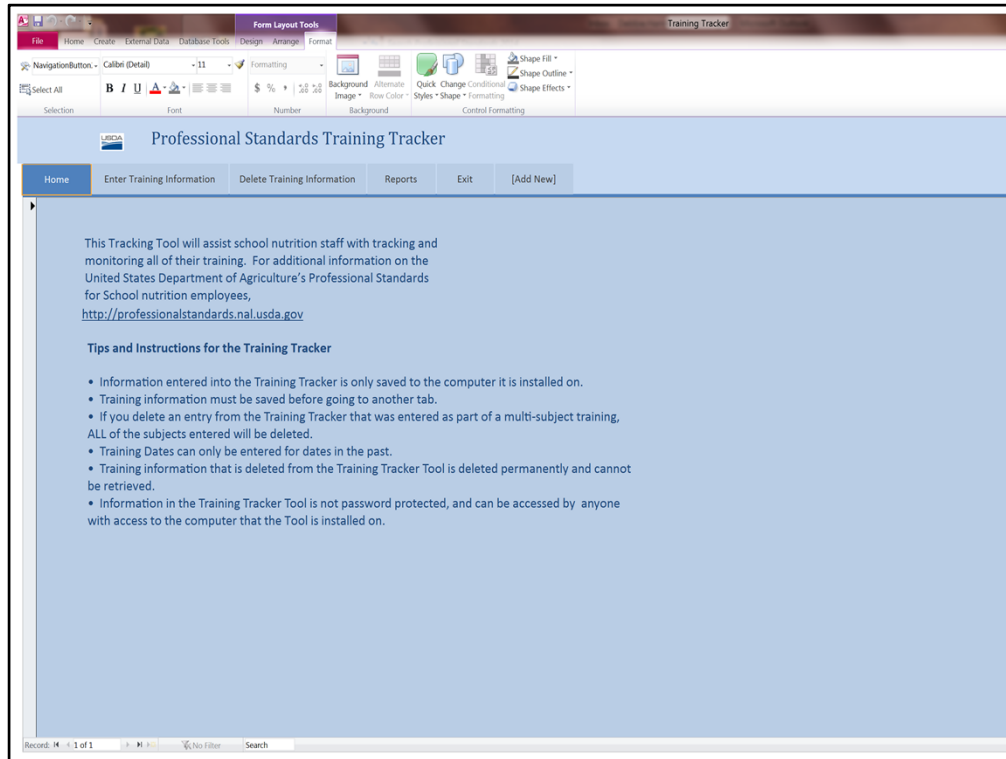 Form Layout Tools
Training Tracker
File Home Create External Data Database Tools Design Arrange Format
NavigationButton. Calibri (Detail) 11 Formatting Shape Fill
Shape Outline
Select All B I U A $ % Background Alternate Quick Change Conditional Shape Effects
Image Row Color Styles Shape Formatting
Selection Font Number Background Control Formatting
USDA Professional Standards Training Tracker
Home Enter Training Information Delete Training Information Reports Exit [Add New]
This Tracking Tool will assist school nutrition staff with tracking and
monitoring all of their training. For additional information on the
United States Department of Agriculture's Professional Standards
for School nutrition employees,
http://professionalstandards.nal.usda.gov
Tips and Instructions for the Training Tracker
• Information entered into the Training Tracker is only saved to the computer it is installed on.
• Training information must be saved before going to another tab.
• If you delete an entry from the Training Tracker that was entered as part of a multi-subject training,
ALL of the subjects entered will be deleted.
• Training Dates can only be entered for dates in the past.
• Training information that is deleted from the Training Tracker Tool is deleted permanently and cannot
be retrieved.
• Information in the Training Tracker Tool is not password protected, and can be accessed by anyone
with access to the computer that the Tool is installed on.
Record: 1 of 1 No Filter Search